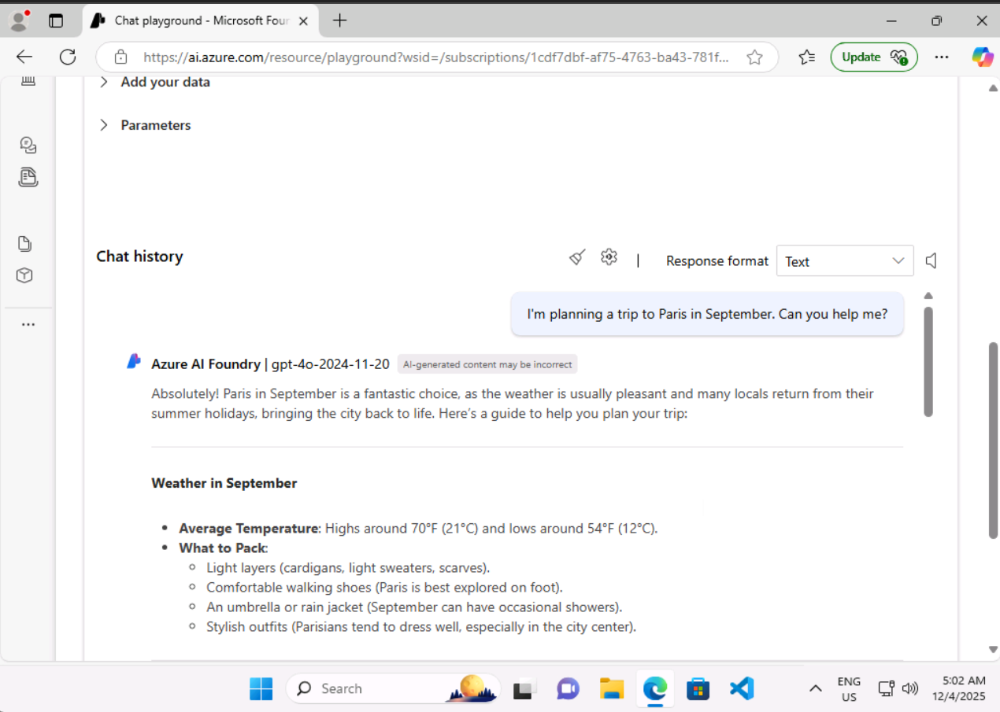 Chat playground - Microsoft Four
https://ai.azure.com/resource/playground?wsid=/subscriptions/1cdf7dbf-af75-4763-ba43-781f...
Update
Add your data
Parameters
Chat history
Response format
Text
I'm planning a trip to Paris in September. Can you help me?
Azure AI Foundry | gpt-4o-2024-11-20
AI-generated content may be incorrect
Absolutely! Paris in September is a fantastic choice, as the weather is usually pleasant and many locals return from their
summer holidays, bringing the city back to life. Here's a guide to help you plan your trip:
Weather in September
• Average Temperature: Highs around 70°F (21°C) and lows around 54°F (12°C).
• What to Pack:
◦ Light layers (cardigans, light sweaters, scarves).
◦ Comfortable walking shoes (Paris is best explored on foot).
◦ An umbrella or rain jacket (September can have occasional showers).
◦ Stylish outfits (Parisians tend to dress well, especially in the city center).
Search
ENG
US
5:02 AM
12/4/2025